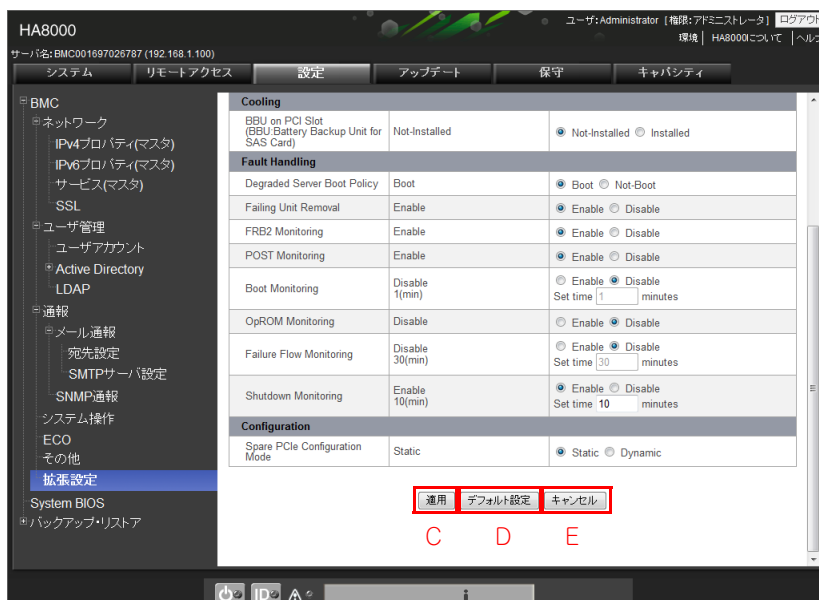 HA8000
ユーザ:Administrator [権限:アドミニストレータ] ログアウト
環境 | HA8000について | ヘル
サーバ名:BMC001697026787 (192.168.1.100)
システム リモートアクセス 設定 アップデート 保守 キャパシティ
BMC
ネットワーク
IPv4プロパティ(マスタ)
IPv6プロパティ(マスタ)
サービス(マスタ)
SSL
ユーザ管理
ユーザアカウント
Active Directory
LDAP
通報
メール通報
宛先設定
SMTPサーバ設定
SNMP通報
システム操作
ECO
その他
拡張設定
System BIOS
バックアップ・リストア
Cooling
BBU on PCI Slot
(BBU:Battery Backup Unit for
SAS Card)
Not-Installed
Not-Installed Installed
Fault Handling
Degraded Server Boot Policy Boot Boot Not-Boot
Failing Unit Removal Enable Enable Disable
FRB2 Monitoring Enable Enable Disable
POST Monitoring Enable Enable Disable
Boot Monitoring
Disable
1(min)
Enable Disable
Set time 1 minutes
OpROM Monitoring Disable Enable Disable
Failure Flow Monitoring
Disable
30(min)
Enable Disable
Set time 30 minutes
Shutdown Monitoring
Enable
10(min)
Enable Disable
Set time 10 minutes
Configuration
Spare PCIe Configuration
Mode
Static
Static Dynamic
適用 デフォルト設定 キャンセル
C D E
ID